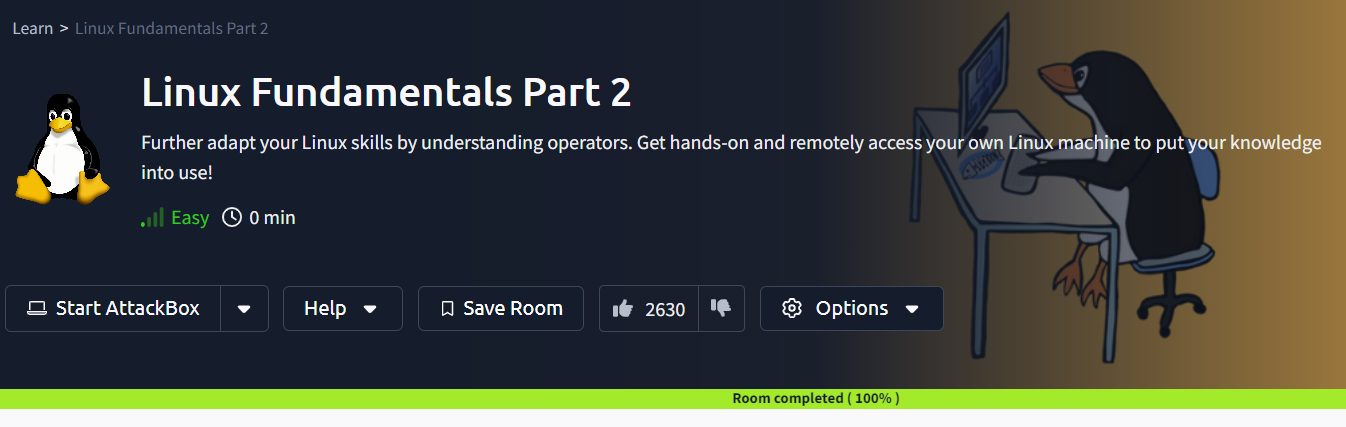 Learn > Linux Fundamentals Part 2
Linux Fundamentals Part 2
Further adapt your Linux skills by understanding operators. Get hands-on and remotely access your own Linux machine to put your knowledge
into use!
Easy 0 min
Start AttackBox Help Save Room 2630 Options
Room completed ( 100% )